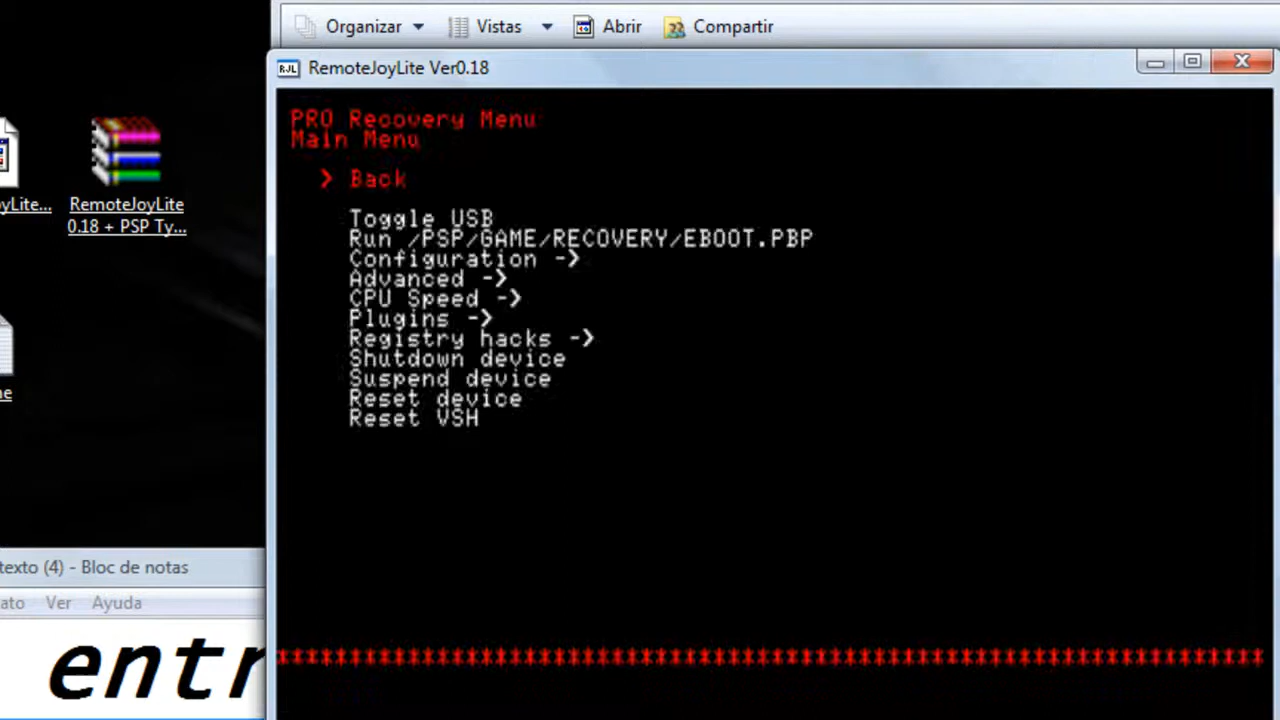 Organizar Vistas Abrir Compartir
RJL RemoteJoyLite Ver0.18
PRO Recovery Menu
Main Menu
> Back
Toggle USB
Run /PSP/GAME/RECOVERY/EBOOT.PBP
Configuration ->
Advanced ->
CPU Speed ->
Plugins ->
Registry hacks ->
Shutdown device
Suspend device
Reset device
Reset VSH
yLite...
RemoteJoyLite
0.18 + PSP Ty...
ne
texto (4) - Bloc de notas
ato Ver Ayuda
entr
*******************************************************************